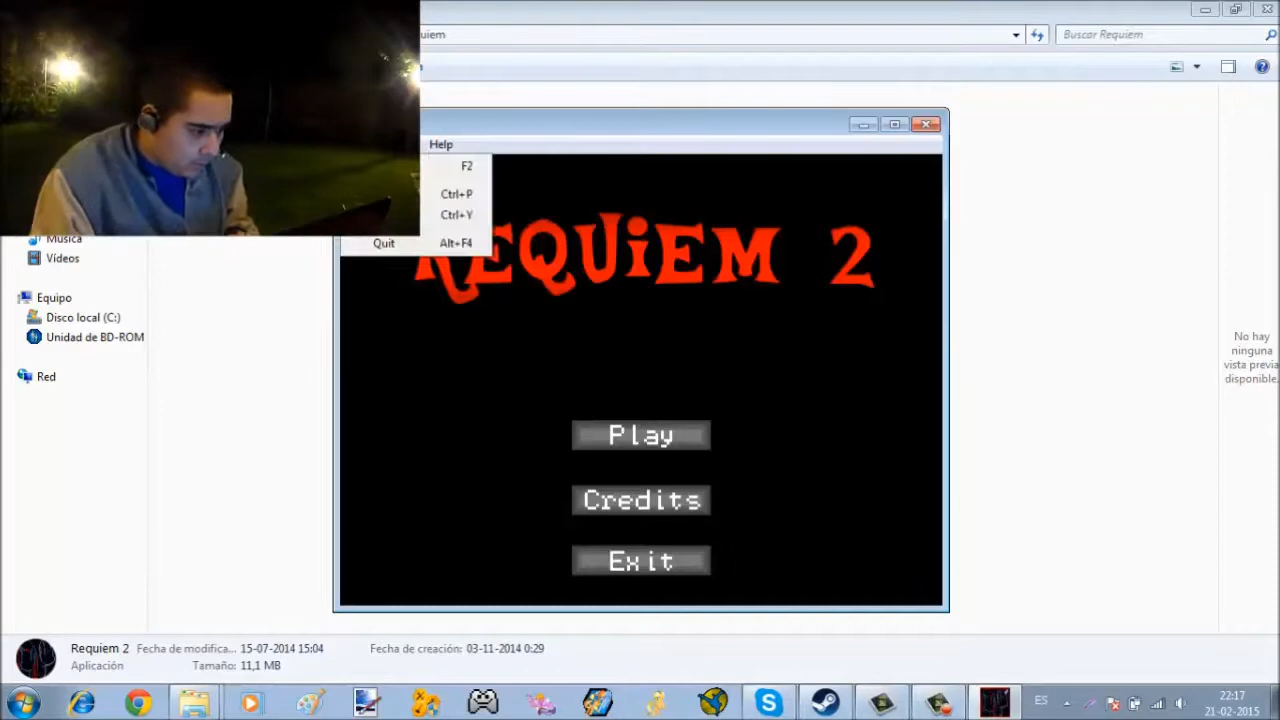 uiem
Buscar Requiem
Help
F2
Ctrl+P
Ctrl+Y
Quit Alt+F4
REQUIEM 2
Música
Vídeos
Equipo
Disco local (C:)
Unidad de BD-ROM
Red
No hay
ninguna
vista previa
disponible.
Play
Credits
Exit
Requiem 2 Fecha de modifica... 15-07-2014 15:04 Fecha de creación: 03-11-2014 0:29
Aplicación Tamaño: 11,1 MB
ES
22:17
21-02-2015